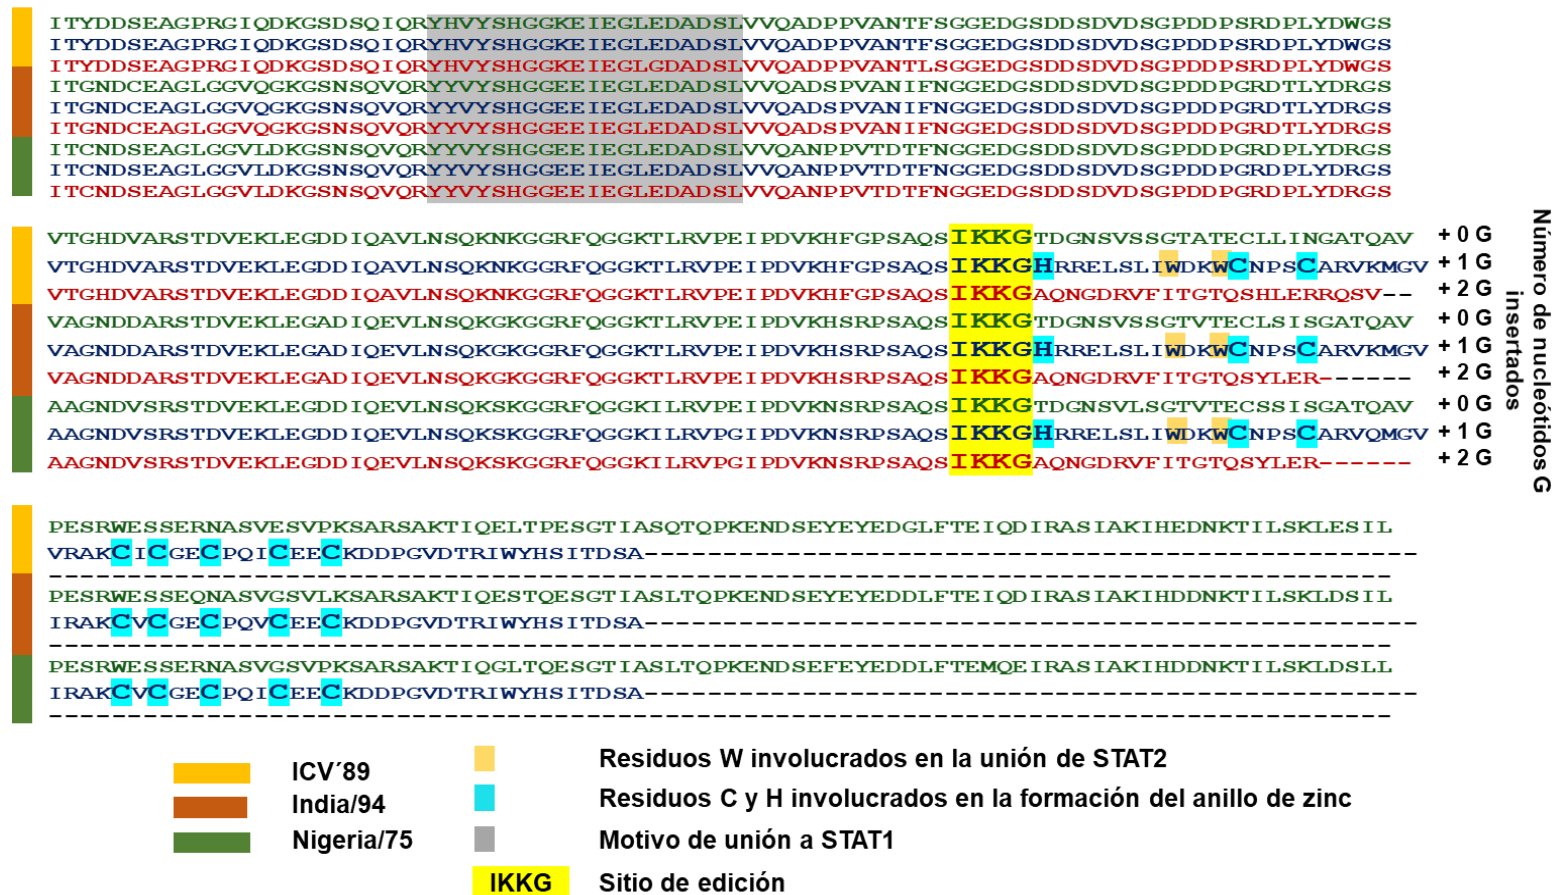 ITYDDSEAGPRGIQDKGSDSQIQRYHVYSHGGKEIEGLEDADSLVVQADPPVANTFSGGEDGSDDSDVDSGPDDPSRDPLYDWGS
ITYDDSEAGPRGIQDKGSDSQIQRYHVYSHGGKEIEGLEDADSLVVQADPPVANTFSGGEDGSDDSDVDSGPDDPSRDPLYDWGS
ITYDDSEAGPRGIQDKGSDSQIQRYHVYSHGGKEIEGLGDADSLVVQADPPVANTLSGGEDGSDDSDVDSGPDDPSRDPLYDWGS
ITGNDCEAGLGGVQGKGSNSQVQRYYVYSHGGEEIEGLEDADSLVVQADSPVANIFNGGEDGSDDSDVDSGPDDPGRDTLYDRGS
ITGNDCEAGLGGVQGKGSNSQVQRYYVYSHGGEEIEGLEDADSLVVQADSPVANIFNGGEDGSDDSDVDSGPDDPGRDTLYDRGS
ITGNDCEAGLGGVQGKGSNSQVQRYYVYSHGGEEIEGLEDADSLVVQADSPVANIFNGGEDGSDDSDVDSGPDDPGRDTLYDRGS
ITCNDSEAGLGGVLDKGSNSQVQRYYVYSHGGEEIEGLEDADSLVVQANPPVTDTFNGGEDGSDDSDVDSGPDDPGRDPLYDRGS
ITCNDSEAGLGGVLDKGSNSQVQRYYVYSHGGEEIEGLEDADSLVVQANPPVTDTFNGGEDGSDDSDVDSGPDDPGRDPLYDRGS
ITCNDSEAGLGGVLDKGSNSQVQRYYVYSHGGEEIEGLEDADSLVVQANPPVTDTFNGGEDGSDDSDVDSGPDDPGRDPLYDRGS
VTGHDVARSTDVEKLEGDDIQAVLNSQKNKGGRFQGGKTLRVPEIPDVKHFGPSAQSIKKGTDGNSVSSGTATECLLINGATQAV +0 G
VTGHDVARSTDVEKLEGDDIQAVLNSQKNKGGRFQGGKTLRVPEIPDVKHFGPSAQSIKKGHRRELSLIWDKWCNPSCARVKMGV +1 G
VTGHDVARSTDVEKLEGDDIQAVLNSQKNKGGRFQGGKTLRVPEIPDVKHFGPSAQSIKKGAQNGDRVFITGTQSHLERRQSV-- +2 G
VAGNDDARSTDVEKLEGADIQEVLNSQKGKGGRFQGGKTLRVPEIPDVKHSRPSAQSIKKGTDGNSVSSGTVTECLSISGATQAV +0 G
VAGNDDARSTDVEKLEGADIQEVLNSQKGKGGRFQGGKTLRVPEIPDVKHSRPSAQSIKKGHRRELSLIWDKWCNPSCARVKMGV +1 G
VAGNDDARSTDVEKLEGADIQEVLNSQKGKGGRFQGGKTLRVPEIPDVKHSRPSAQSIKKGAQNGDRVFITGTQSYLER------ +2 G
AAGNDVSRSTDVEKLEGDDIQEVLNSQKSKGGRFQGGKILRVPEIPDVKNSRPSAQSIKKGTDGNSVLSGTVTECSSISGATQAV +0 G
AAGNDVSRSTDVEKLEGDDIQEVLNSQKSKGGRFQGGKILRVPGIPDVKNSRPSAQSIKKGHRRELSLIWDKWCNPSCARVQMGV +1 G
AAGNDVSRSTDVEKLEGDDIQEVLNSQKSKGGRFQGGKILRVPGIPDVKNSRPSAQSIKKGAQNGDRVFITGTQSYLER------ +2 G
Número de nucleótidos G
insertados
PESRWESSERNASVESVPKSARSAKTIQELTPESGTIASQTQPKENDSEYEYEDGLFTEIQDIRASIAKIHEDNKTILSKLESIL
VRAKCICGECPQICEECKDDPGVDTRIWYHSITDSA-------------------------------------------------
-------------------------------------------------------------------------------------
PESRWESSEQNASVGSVLKSARSAKTIQESTQESGTIASLTQPKENDSEYEYEDDLFTEIQDIRASIAKIHDDNKTILSKLDSIL
IRAKCVCGECPQVCEECKDDPGVDTRIWYHSITDSA-------------------------------------------------
-------------------------------------------------------------------------------------
PESRWESSERNASVGSVPKSARSAKTIQGLTQESGTIASLTQPKENDSEFEYEDDLFTEMQEIRASIAKIHDDNKTILSKLDSLL
IRAKCVCGECPQICEECKDDPGVDTRIWYHSITDSA-------------------------------------------------
-------------------------------------------------------------------------------------
ICV´89
India/94
Nigeria/75
Residuos W involucrados en la unión de STAT2
Residuos C y H involucrados en la formación del anillo de zinc
Motivo de unión a STAT1
IKKG Sitio de edición